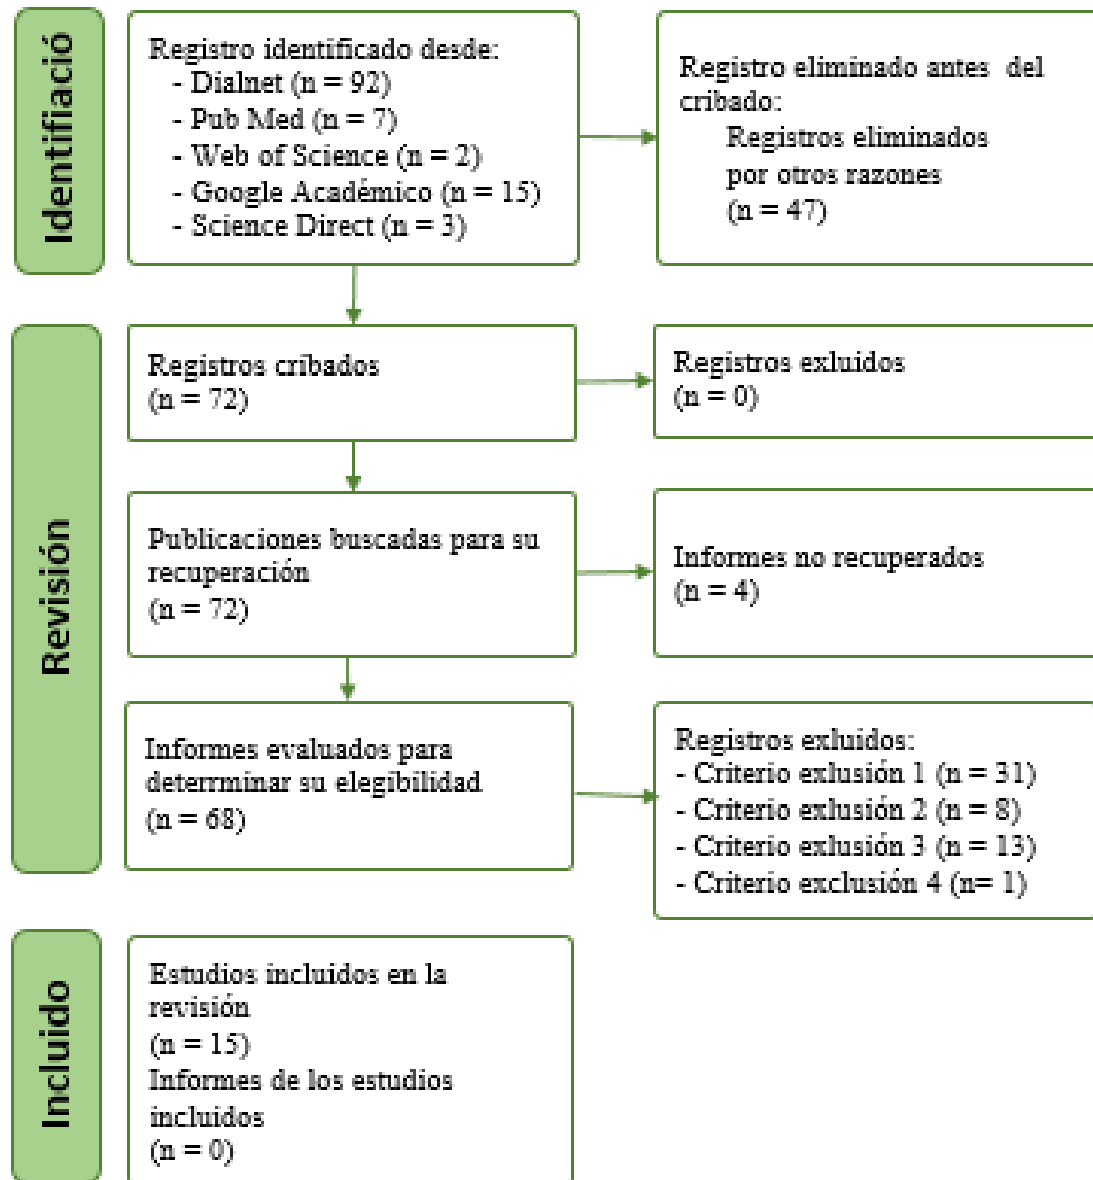 Identifiació
Registro identificado desde:
- Dialnet (n = 92)
- Pub Med (n = 7)
- Web of Science (n = 2)
- Google Académico (n = 15)
- Science Direct (n = 3)
Registro eliminado antes del
cribado:
Registros eliminados
por otros razones
(n = 47)
Revisión
Registros cribados
(n = 72)
Registros exluidos
(n = 0)
Publicaciones buscadas para su
recuperación
(n = 72)
Informes no recuperados
(n = 4)
Informes evaluados para
deterrminar su elegibilidad
(n = 68)
Registros exluidos:
- Criterio exlusión 1 (n = 31)
- Criterio exlusión 2 (n = 8)
- Criterio exlusión 3 (n = 13)
- Criterio exclusión 4 (n= 1)
Incluido
Estudios incluidos en la
revisión
(n = 15)
Informes de los estudios
incluidos
(n = 0)